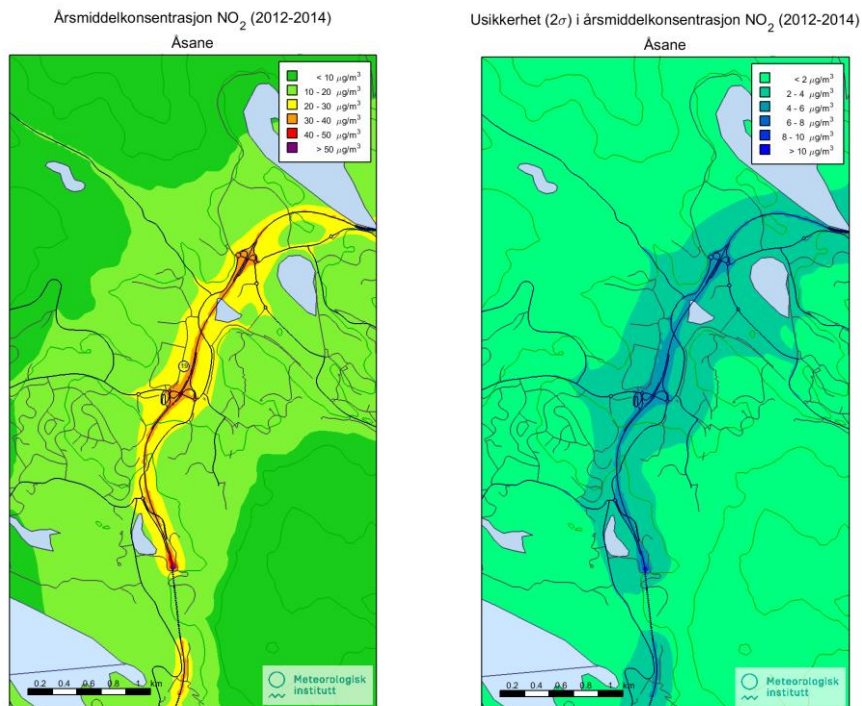 Årsmiddelkonsentrasjon NO2 (2012-2014)
Åsane
< 10 μg/m3
10 - 20 μg/m3
20 - 30 μg/m3
30 - 40 μg/m3
40 - 50 μg/m3
> 50 μg/m3
19
0.2 0.4 0.6 0.8 1 km
Meteorologisk
institutt
Usikkerhet (2σ) i årsmiddelkonsentrasjon NO2 (2012-2014)
Åsane
< 2 μg/m3
2 - 4 μg/m3
4 - 6 μg/m3
6 - 8 μg/m3
8 - 10 μg/m3
> 10 μg/m3
0.2 0.4 0.6 0.8 1 km
Meteorologisk
institutt